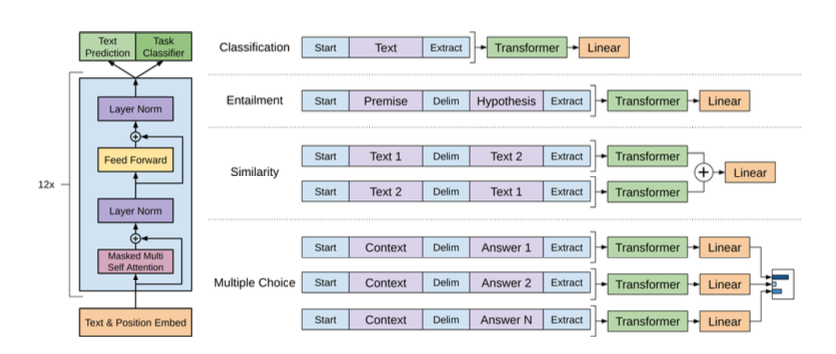 Text
Prediction
Task
Classifier
Layer Norm
Feed Forward
12x
Layer Norm
Masked Multi
Self Attention
Text & Position Embed
Classification
Start
Text
Extract
Transformer
Linear
Entailment
Start
Premise
Delim
Hypothesis
Extract
Transformer
Linear
Similarity
Start
Text 1
Delim
Text 2
Extract
Transformer
Start
Text 2
Delim
Text 1
Extract
Transformer
Linear
Multiple Choice
Start
Context
Delim
Answer 1
Extract
Transformer
Linear
Start
Context
Delim
Answer 2
Extract
Transformer
Linear
Start
Context
Delim
Answer N
Extract
Transformer
Linear